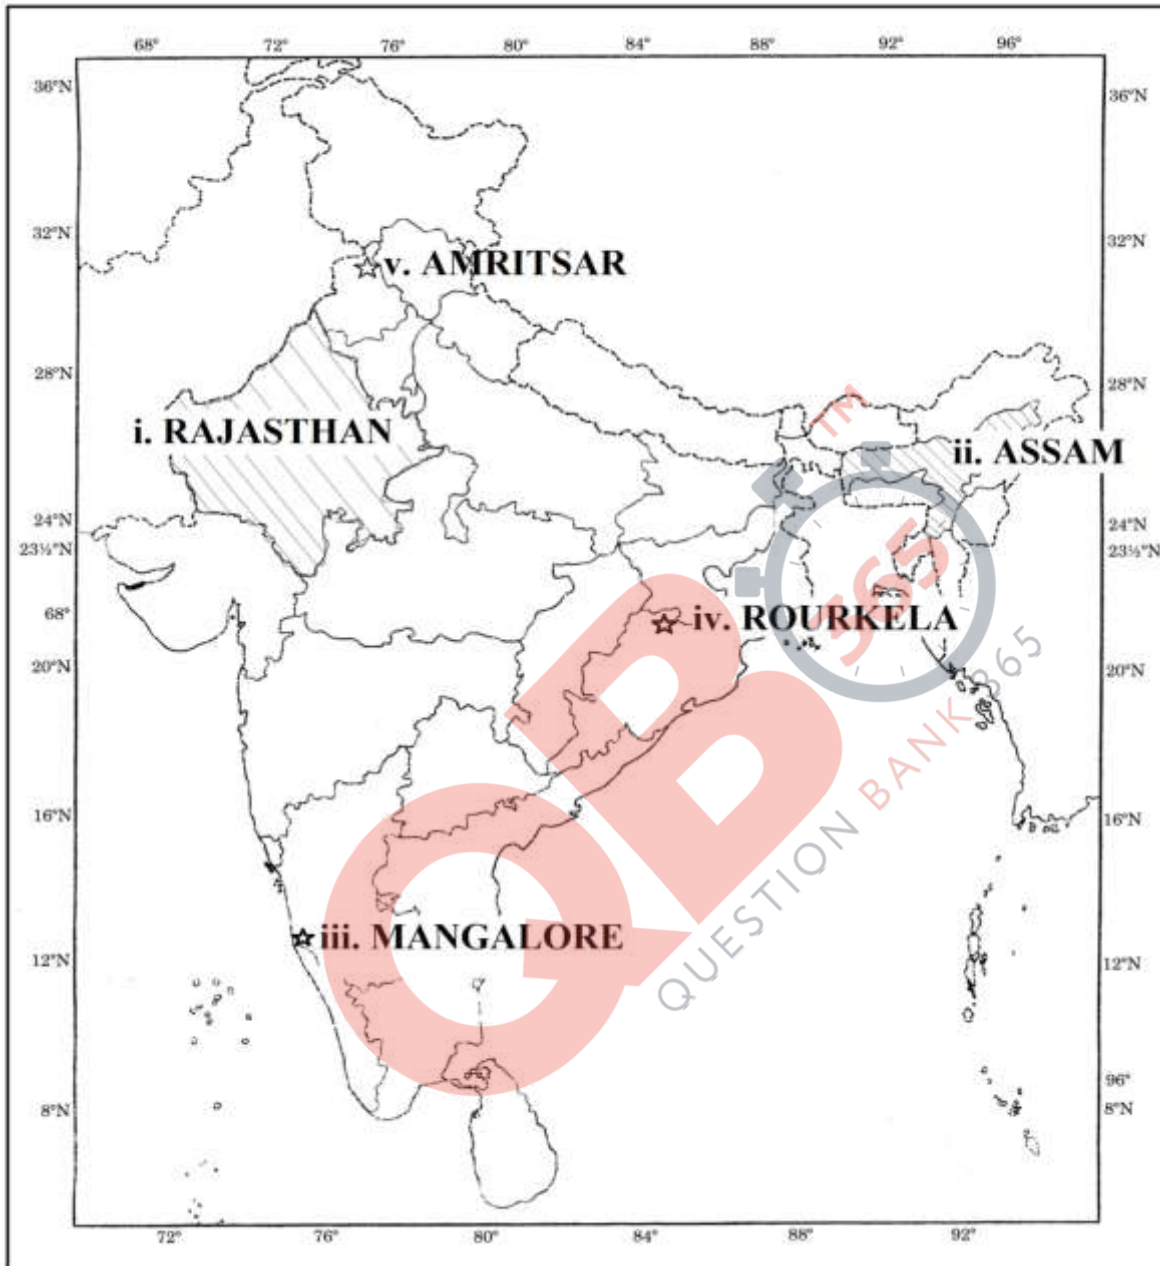 68° 72° 76° 80° 84° 88° 92° 96°
36°N 36°N
32°N 32°N
v. AMRITSAR
28°N 28°N
TM
i. RAJASTHAN
ii. ASSAM
24°N 24°N
23½°N 23½°N
365
68°
iv. ROURKELA
20°N 20°N
QB
QUESTION BANK 365
16°N 16°N
iii. MANGALORE
12°N 12°N
96°
8°N 8°N
72° 76° 80° 84° 88° 92°